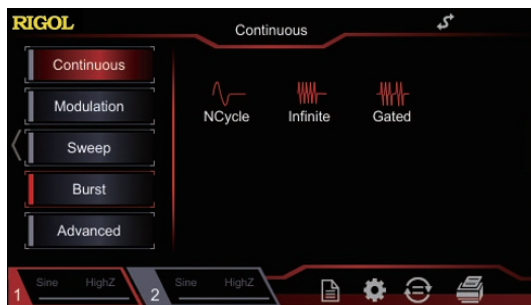 RIGOL
Continuous
Continuous
Modulation
Sweep
Burst
Advanced
NCycle Infinite Gated
1 Sine HighZ
2 Sine HighZ